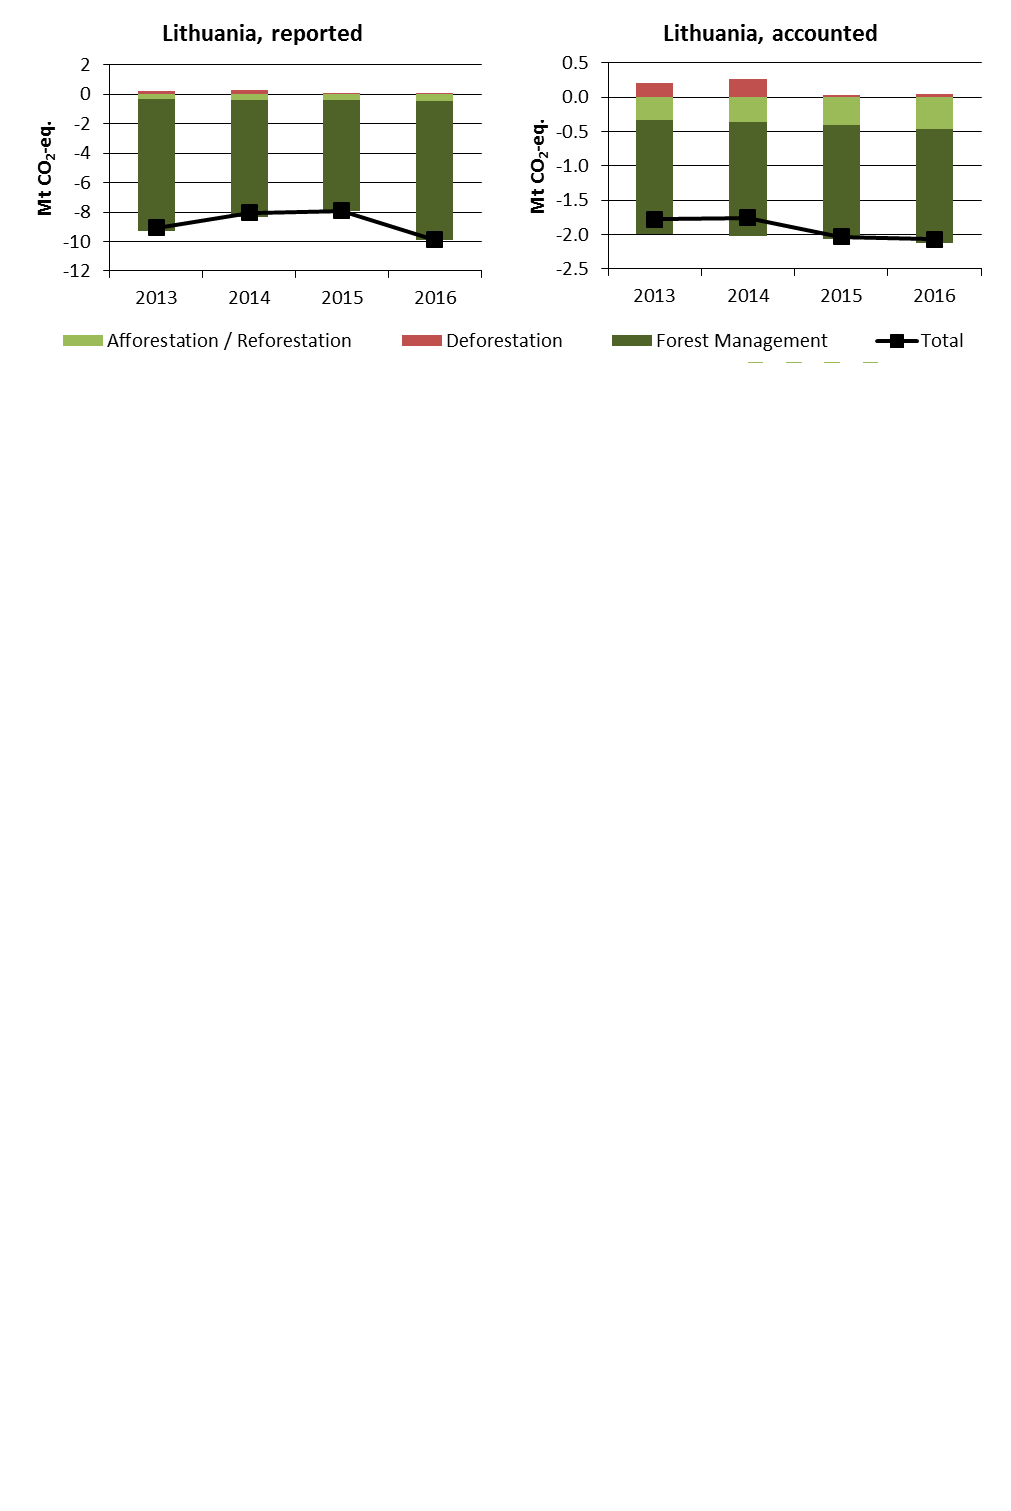 Lithuania, reported
Mt CO₂-eq.
2
0
-2
-4
-6
-8
-10
-12
2013 2014 2015 2016
Lithuania, accounted
Mt CO₂-eq.
0.5
0.0
-0.5
-1.0
-1.5
-2.0
-2.5
2013 2014 2015 2016
Afforestation / Reforestation Deforestation Forest Management Total